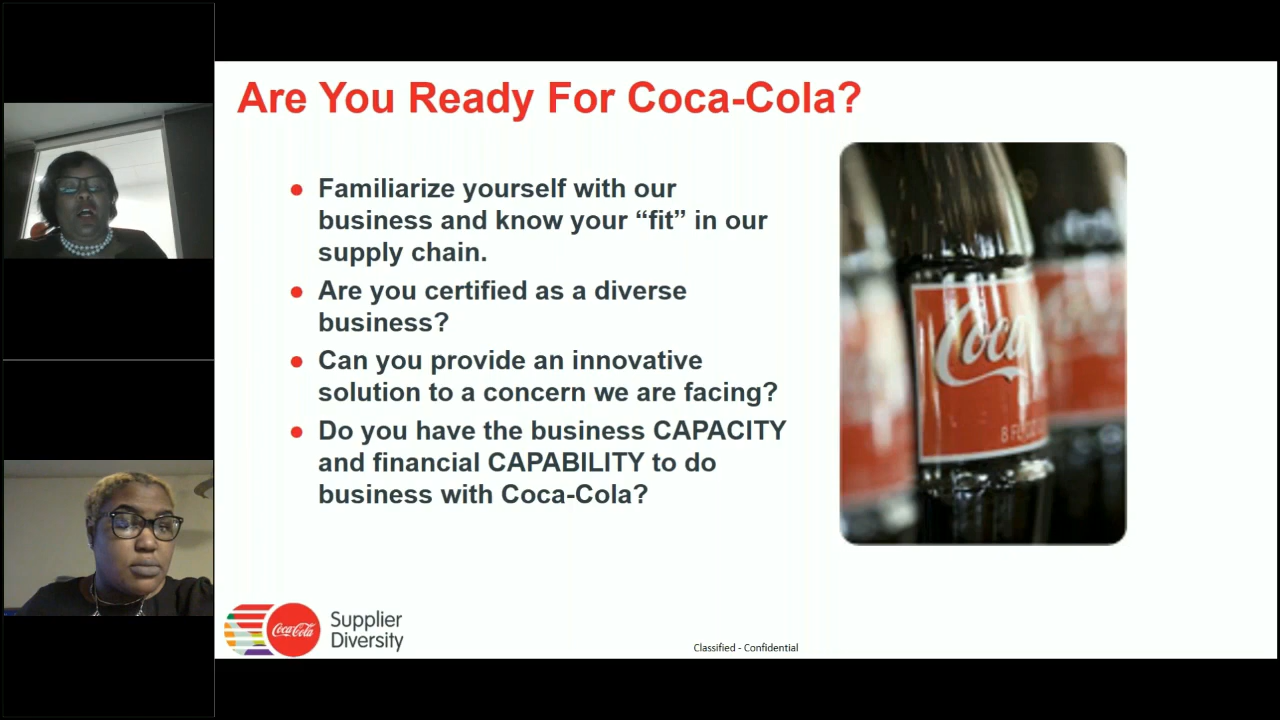 Are You Ready For Coca-Cola?
● Familiarize yourself with our
business and know your “fit” in our
supply chain.
● Are you certified as a diverse
business?
● Can you provide an innovative
solution to a concern we are facing?
● Do you have the business CAPACITY
and financial CAPABILITY to do
business with Coca-Cola?
Coca
Coca-Cola
Supplier
Diversity
Classified - Confidential